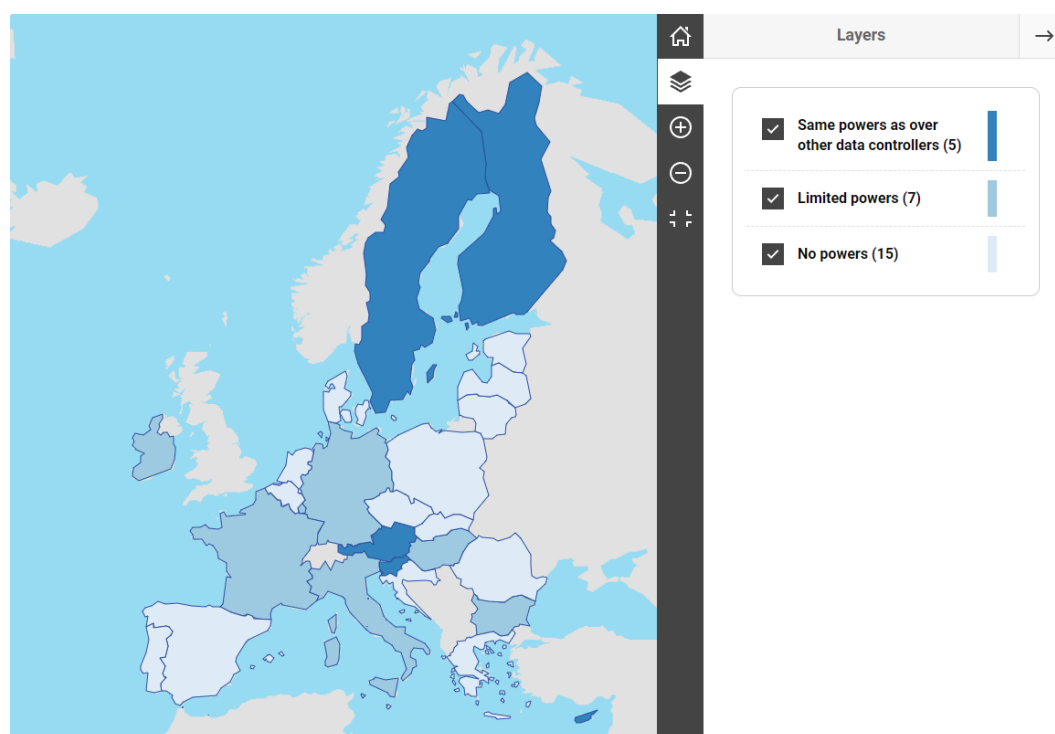 Layers
Same powers as over
other data controllers (5)
Limited powers (7)
No powers (15)